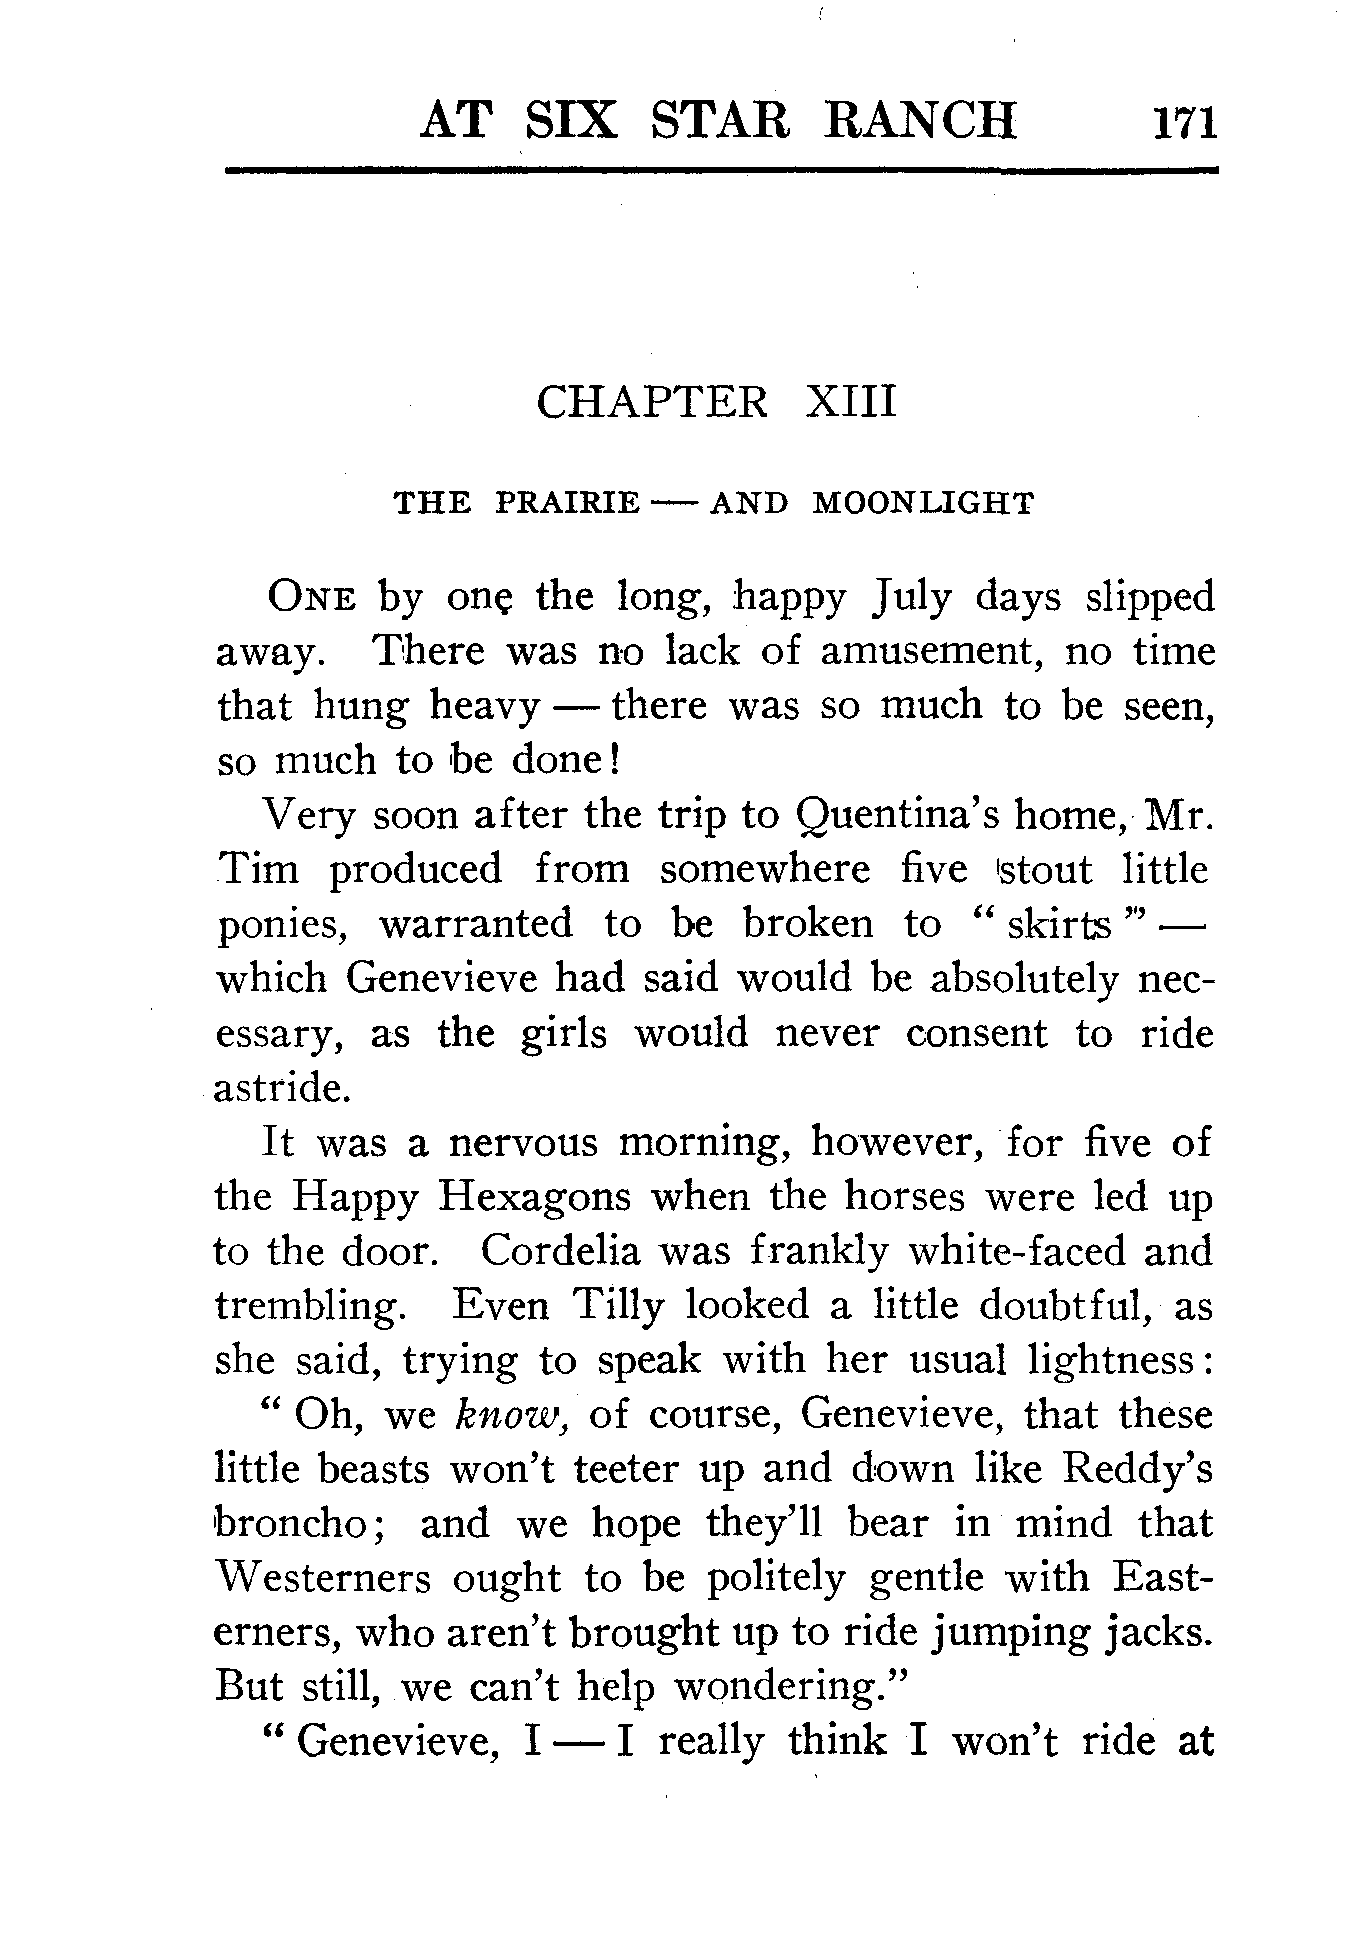 AT SIX STAR RANCH 171
CHAPTER XIII
THE PRAIRIE — AND MOONLIGHT
ONE by one the long, happy July days slipped
away. There was no lack of amusement, no time
that hung heavy — there was so much to be seen,
so much to be done!
Very soon after the trip to Quentina's home, Mr.
Tim produced from somewhere five stout little
ponies, warranted to be broken to “ skirts ” —
which Genevieve had said would be absolutely nec-
essary, as the girls would never consent to ride
astride.
It was a nervous morning, however, for five of
the Happy Hexagons when the horses were led up
to the door. Cordelia was frankly white-faced and
trembling. Even Tilly looked a little doubtful, as
she said, trying to speak with her usual lightness:
“ Oh, we know, of course, Genevieve, that these
little beasts won't teeter up and down like Reddy's
broncho; and we hope they'll bear in mind that
Westerners ought to be politely gentle with East-
erners, who aren't brought up to ride jumping jacks.
But still, we can't help wondering.”
“ Genevieve, I — I really think I won't ride at